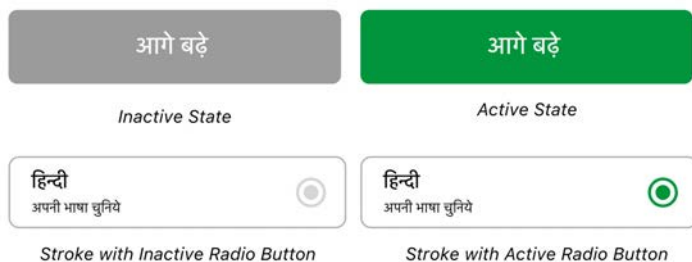 आगे बढ़े
आगे बढ़े
Inactive State
Active State
हिन्दी
अपनी भाषा चुनिये
हिन्दी
अपनी भाषा चुनिये
Stroke with Inactive Radio Button
Stroke with Active Radio Button